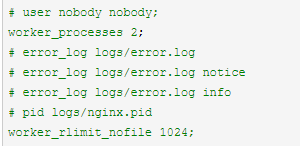 # user nobody nobody;
worker_processes 2;
# error_log logs/error.log
# error_log logs/error.log notice
# error_log logs/error.log info
# pid logs/nginx.pid
worker_rlimit_nofile 1024;